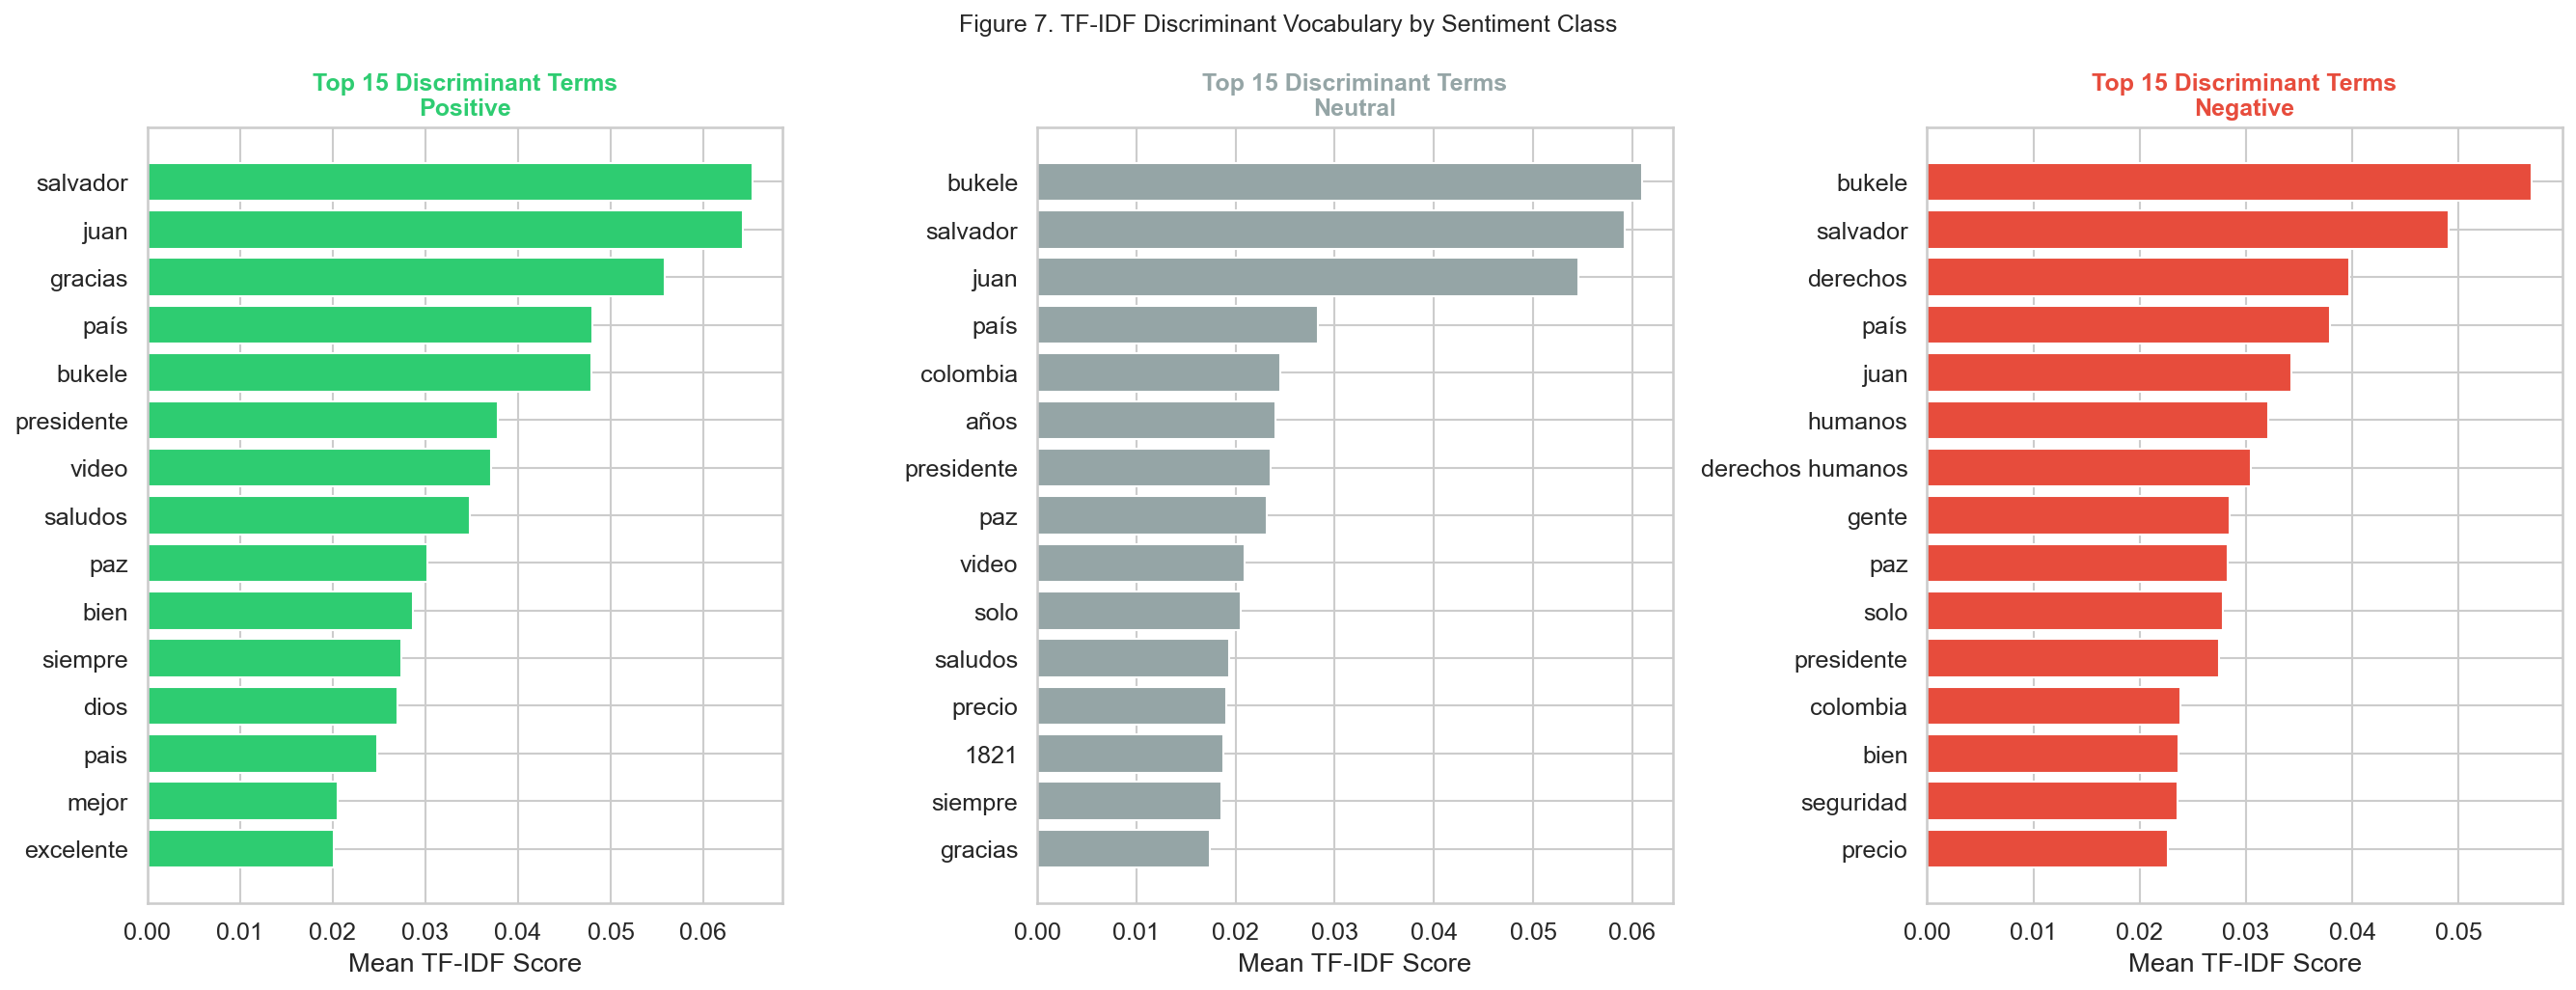 Figure 7. TF-IDF Discriminant Vocabulary by Sentiment Class
Top 15 Discriminant Terms
Positive
salvador
juan
gracias
país
bukele
presidente
video
saludos
paz
bien
siempre
dios
pais
mejor
excelente
0.00 0.01 0.02 0.03 0.04 0.05 0.06
Mean TF-IDF Score
Top 15 Discriminant Terms
Neutral
bukele
salvador
juan
país
colombia
años
presidente
paz
video
solo
saludos
precio
1821
siempre
gracias
0.00 0.01 0.02 0.03 0.04 0.05 0.06
Mean TF-IDF Score
Top 15 Discriminant Terms
Negative
bukele
salvador
derechos
país
juan
humanos
derechos humanos
gente
paz
solo
presidente
colombia
bien
seguridad
precio
0.00 0.01 0.02 0.03 0.04 0.05
Mean TF-IDF Score